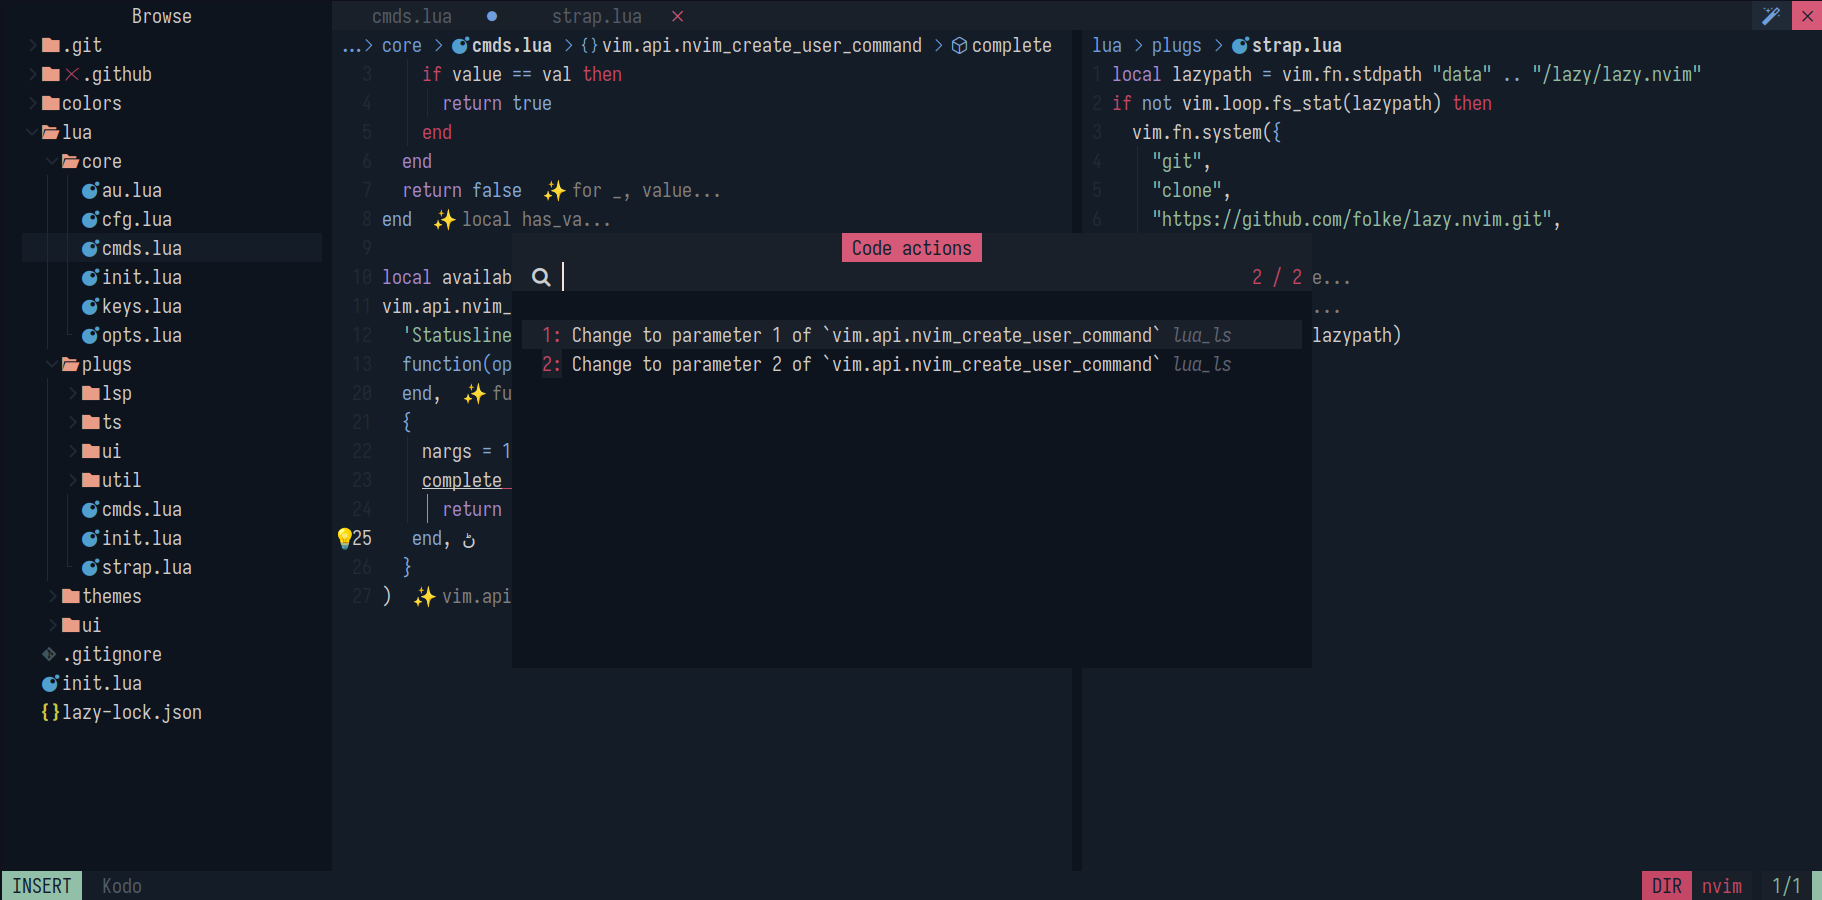 Browse
.git
.github
colors
lua
core
au.lua
cfg.lua
cmds.lua
init.lua
keys.lua
opts.lua
plugs
lsp
ts
ui
util
cmds.lua
init.lua
strap.lua
themes
ui
.gitignore
init.lua
{}lazy-lock.json
cmds.lua strap.lua
...> core > cmds.lua > {}vim.api.nvim_create_user_command > complete
3 if value == val then
4 return true
5 end
6 end
7 return false ✨ for _, value...
8 end ✨ local has_va...
9
10 local availab
11 vim.api.nvim_
12 'Statusline
13 function(op
20 end, ✨ fu
21 {
22 nargs = 1
23 complete
24 return
25 end,
26 }
27 ) ✨ vim.api
lua > plugs > strap.lua
1 local lazypath = vim.fn.stdpath "data" .. "/lazy/lazy.nvim"
2 if not vim.loop.fs_stat(lazypath) then
3 vim.fn.system({
4 "git",
5 "clone",
6 "https://github.com/folke/lazy.nvim.git",
e...
...
lazypath)
Code actions
2 / 2
1: Change to parameter 1 of `vim.api.nvim_create_user_command` lua_ls
2: Change to parameter 2 of `vim.api.nvim_create_user_command` lua_ls
INSERT Kodo DIR nvim 1/1